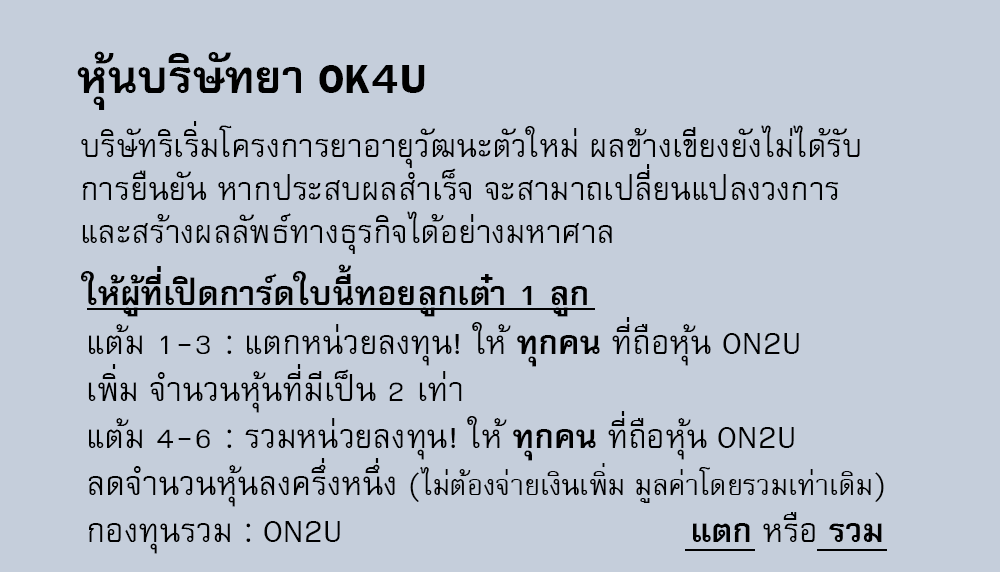 หุ้นบริษัทยา OK4U
บริษัทริเริ่มโครงการยาอายุวัฒนะตัวใหม่ ผลข้างเขียงยังไม่ได้รับ
การยืนยัน หากประสบผลสำเร็จ จะสามาถเปลี่ยนแปลงวงการ
และสร้างผลลัพธ์ทางธุรกิจได้อย่างมหาศาล
ให้ผู้ที่เปิดการ์ดใบนี้ทอยลูกเต๋า 1 ลูก
แต้ม 1-3 : แตกหน่วยลงทุน! ให้ ทุกคน ที่ถือหุ้น ON2U
เพิ่ม จำนวนหุ้นที่มีเป็น 2 เท่า
แต้ม 4-6 : รวมหน่วยลงทุน! ให้ ทุกคน ที่ถือหุ้น ON2U
ลดจำนวนหุ้นลงครึ่งหนึ่ง (ไม่ต้องจ่ายเงินเพิ่ม มูลค่าโดยรวมเท่าเดิม)
กองทุนรวม : ON2U แตก หรือ รวม